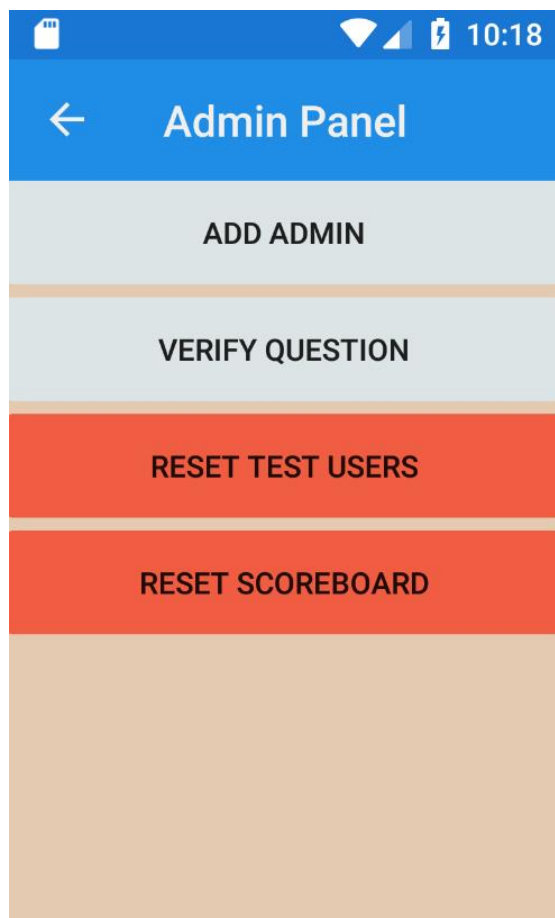 10:18
Admin Panel
ADD ADMIN
VERIFY QUESTION
RESET TEST USERS
RESET SCOREBOARD